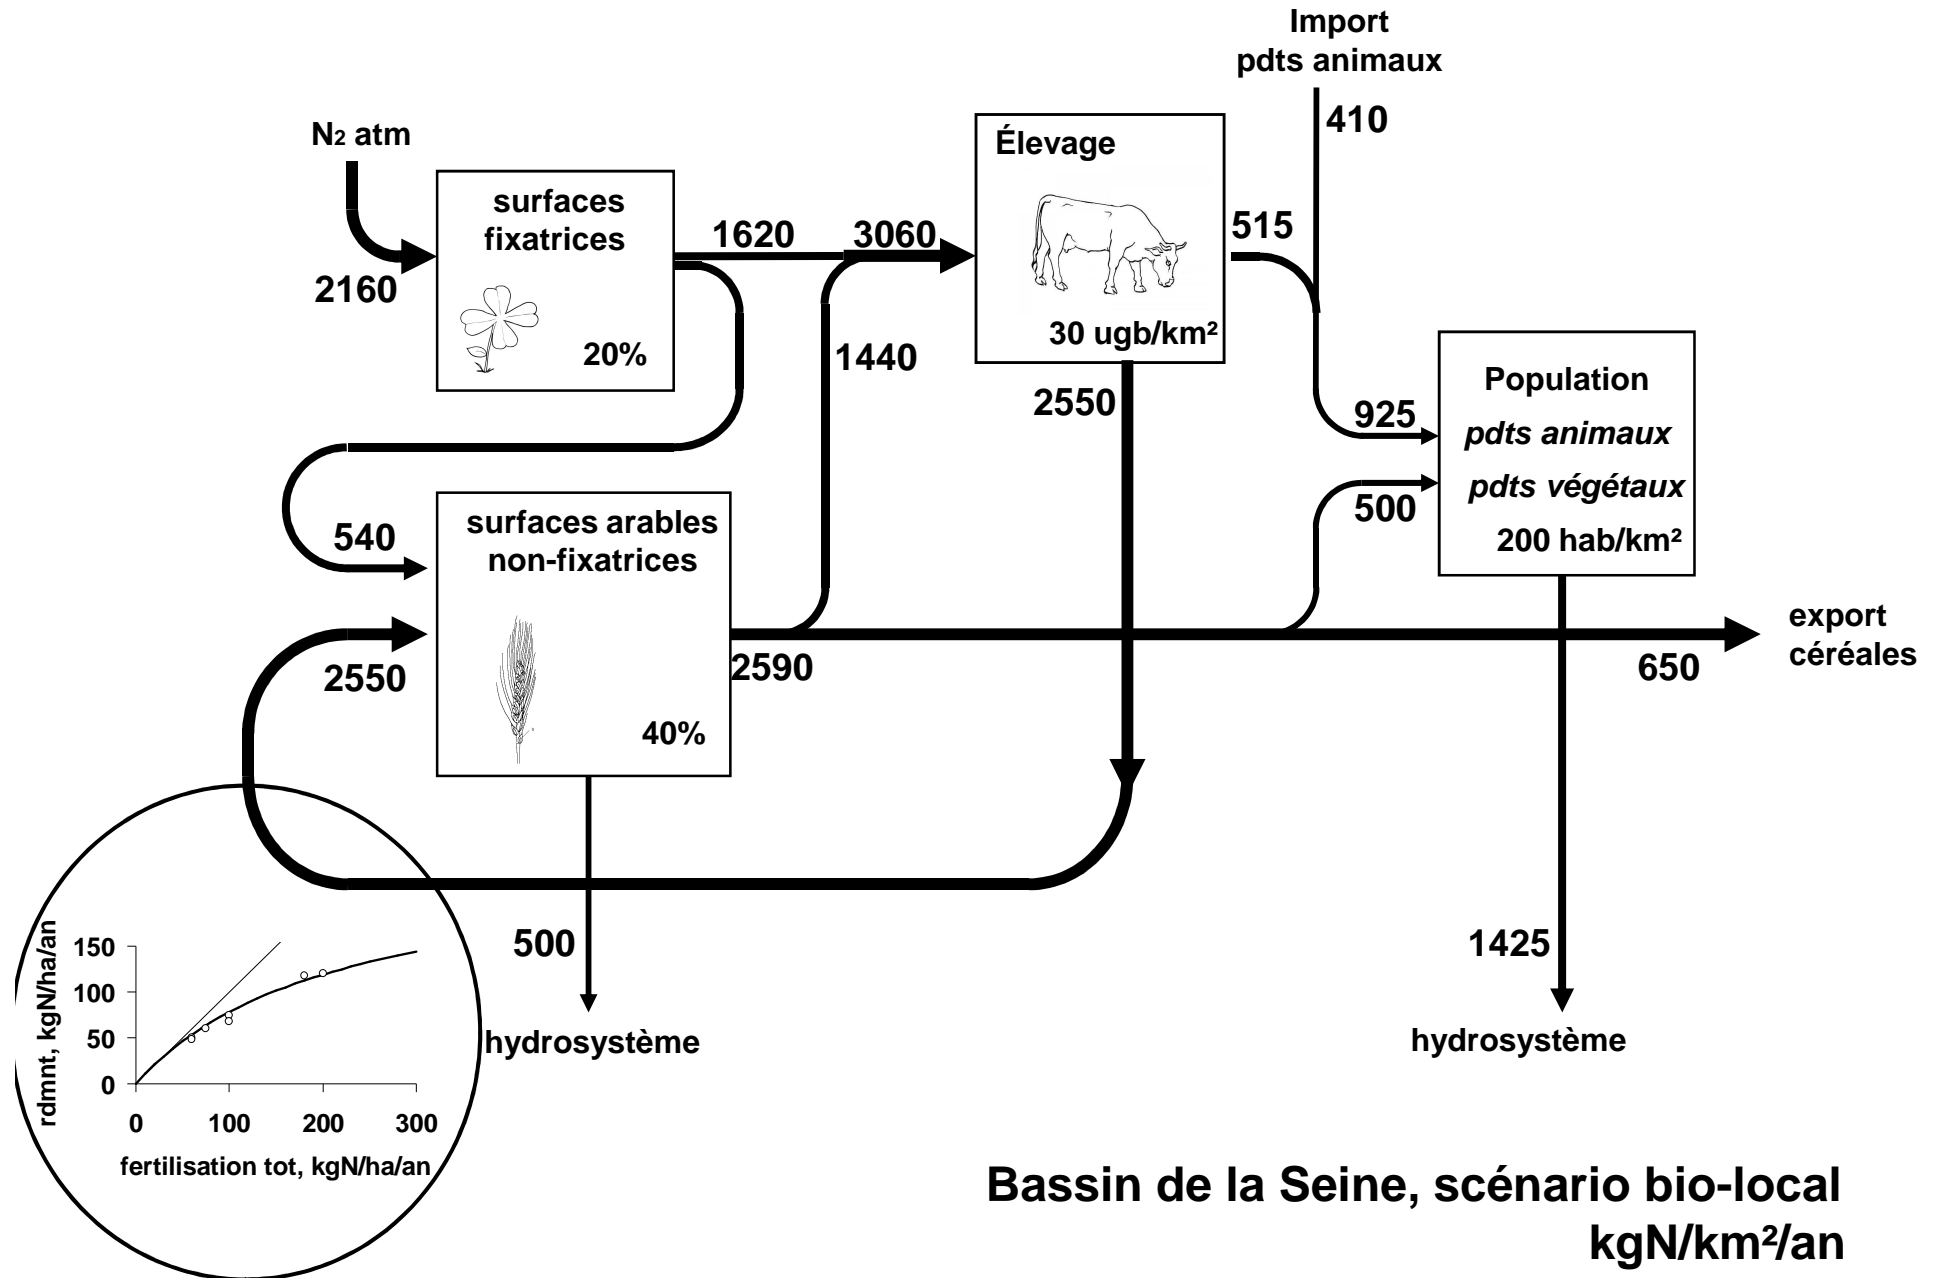 Import
pdts animaux
410
N2 atm
2160
surfaces
fixatrices
20%
1620
3060
1440
Élevage
30 ugb/km²
515
2550
925
500
Population
pdts animaux
pdts végétaux
200 hab/km²
540
2550
surfaces arables
non-fixatrices
40%
2590
650
export
céréales
500
hydrosystème
1425
hydrosystème
rdmnt, kgN/ha/an
150
100
50
0
0 100 200 300
fertilisation tot, kgN/ha/an
Bassin de la Seine, scénario bio-local
kgN/km²/an